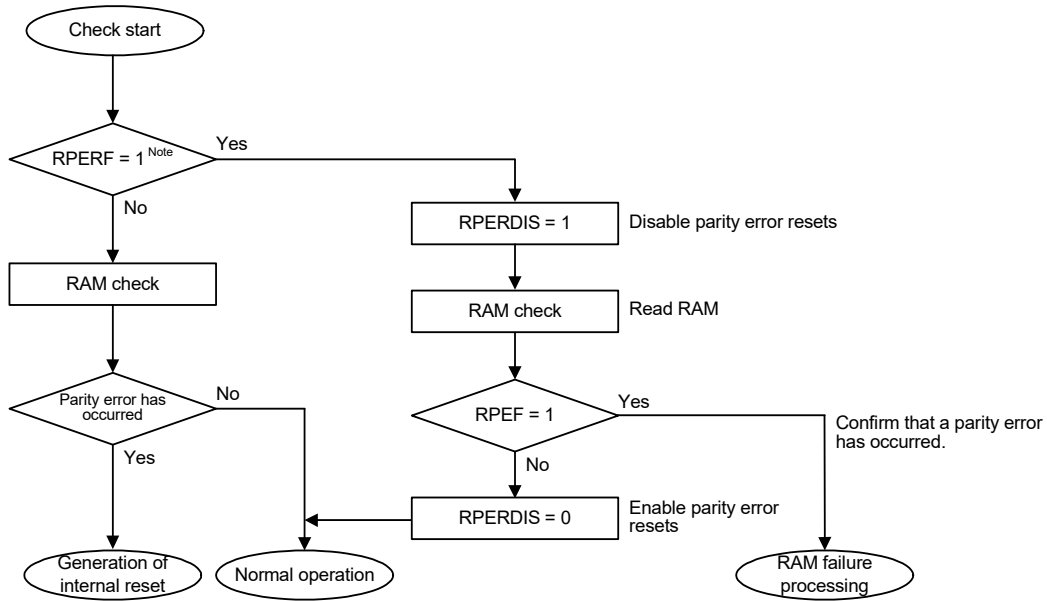 Check start
RPERF = 1 Note
Yes
No
RPERDIS = 1
Disable parity error resets
RAM check
RAM check
Read RAM
Parity error has
occurred
No
Yes
RPEF = 1
Yes
Confirm that a parity error
has occurred.
No
RPERDIS = 0
Enable parity error
resets
Generation of
internal reset
Normal operation
RAM failure
processing